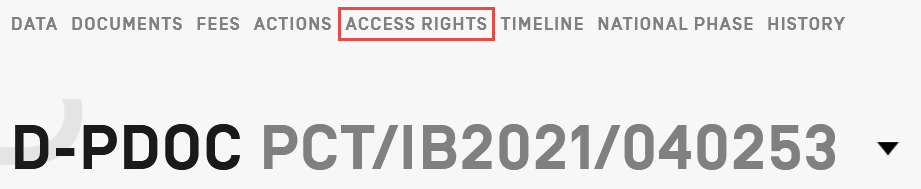 DATA DOCUMENTS FEES ACTIONS ACCESS RIGHTS TIMELINE NATIONAL PHASE HISTORY
D-PDOC PCT/IB2021/040253